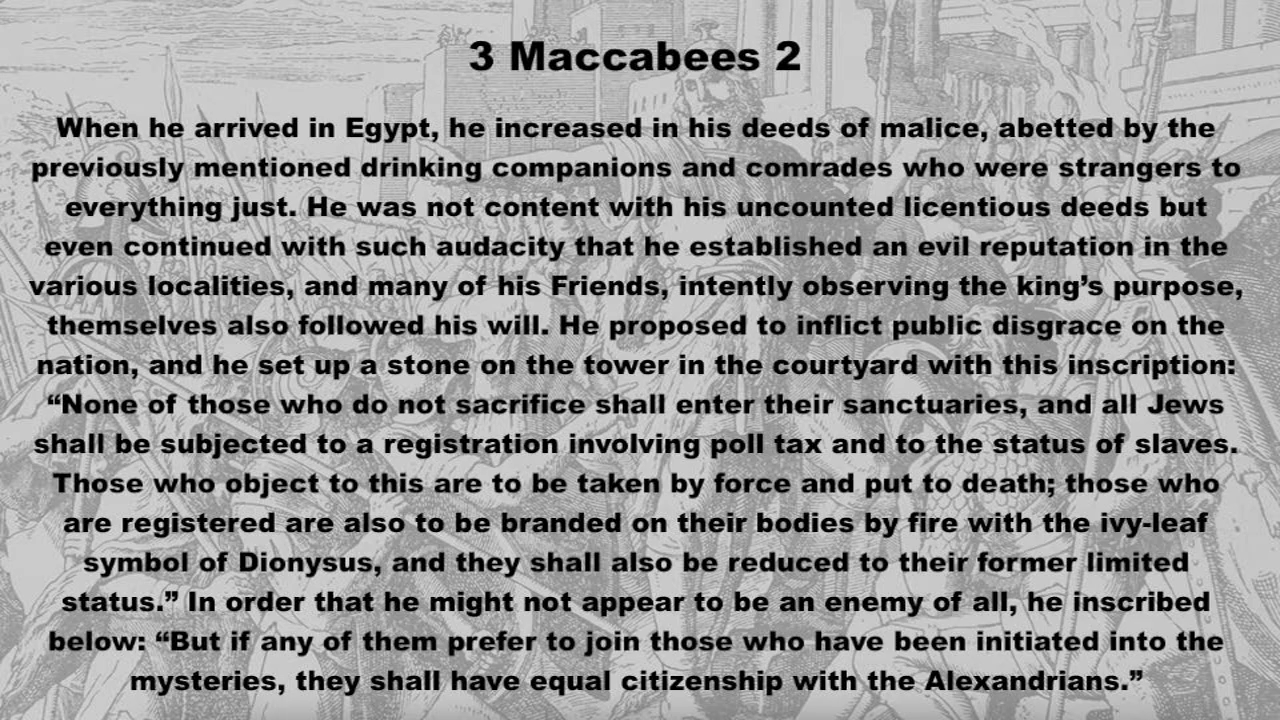 3 Maccabees 2
When he arrived in Egypt, he increased in his deeds of malice, abetted by the
previously mentioned drinking companions and comrades who were strangers to
everything just. He was not content with his uncounted licentious deeds but
even continued with such audacity that he established an evil reputation in the
various localities, and many of his Friends, intently observing the king’s purpose,
themselves also followed his will. He proposed to inflict public disgrace on the
nation, and he set up a stone on the tower in the courtyard with this inscription:
“None of those who do not sacrifice shall enter their sanctuaries, and all Jews
shall be subjected to a registration involving poll tax and to the status of slaves.
Those who object to this are to be taken by force and put to death; those who
are registered are also to be branded on their bodies by fire with the ivy-leaf
symbol of Dionysus, and they shall also be reduced to their former limited
status.” In order that he might not appear to be an enemy of all, he inscribed
below: “But if any of them prefer to join those who have been initiated into the
mysteries, they shall have equal citizenship with the Alexandrians.”